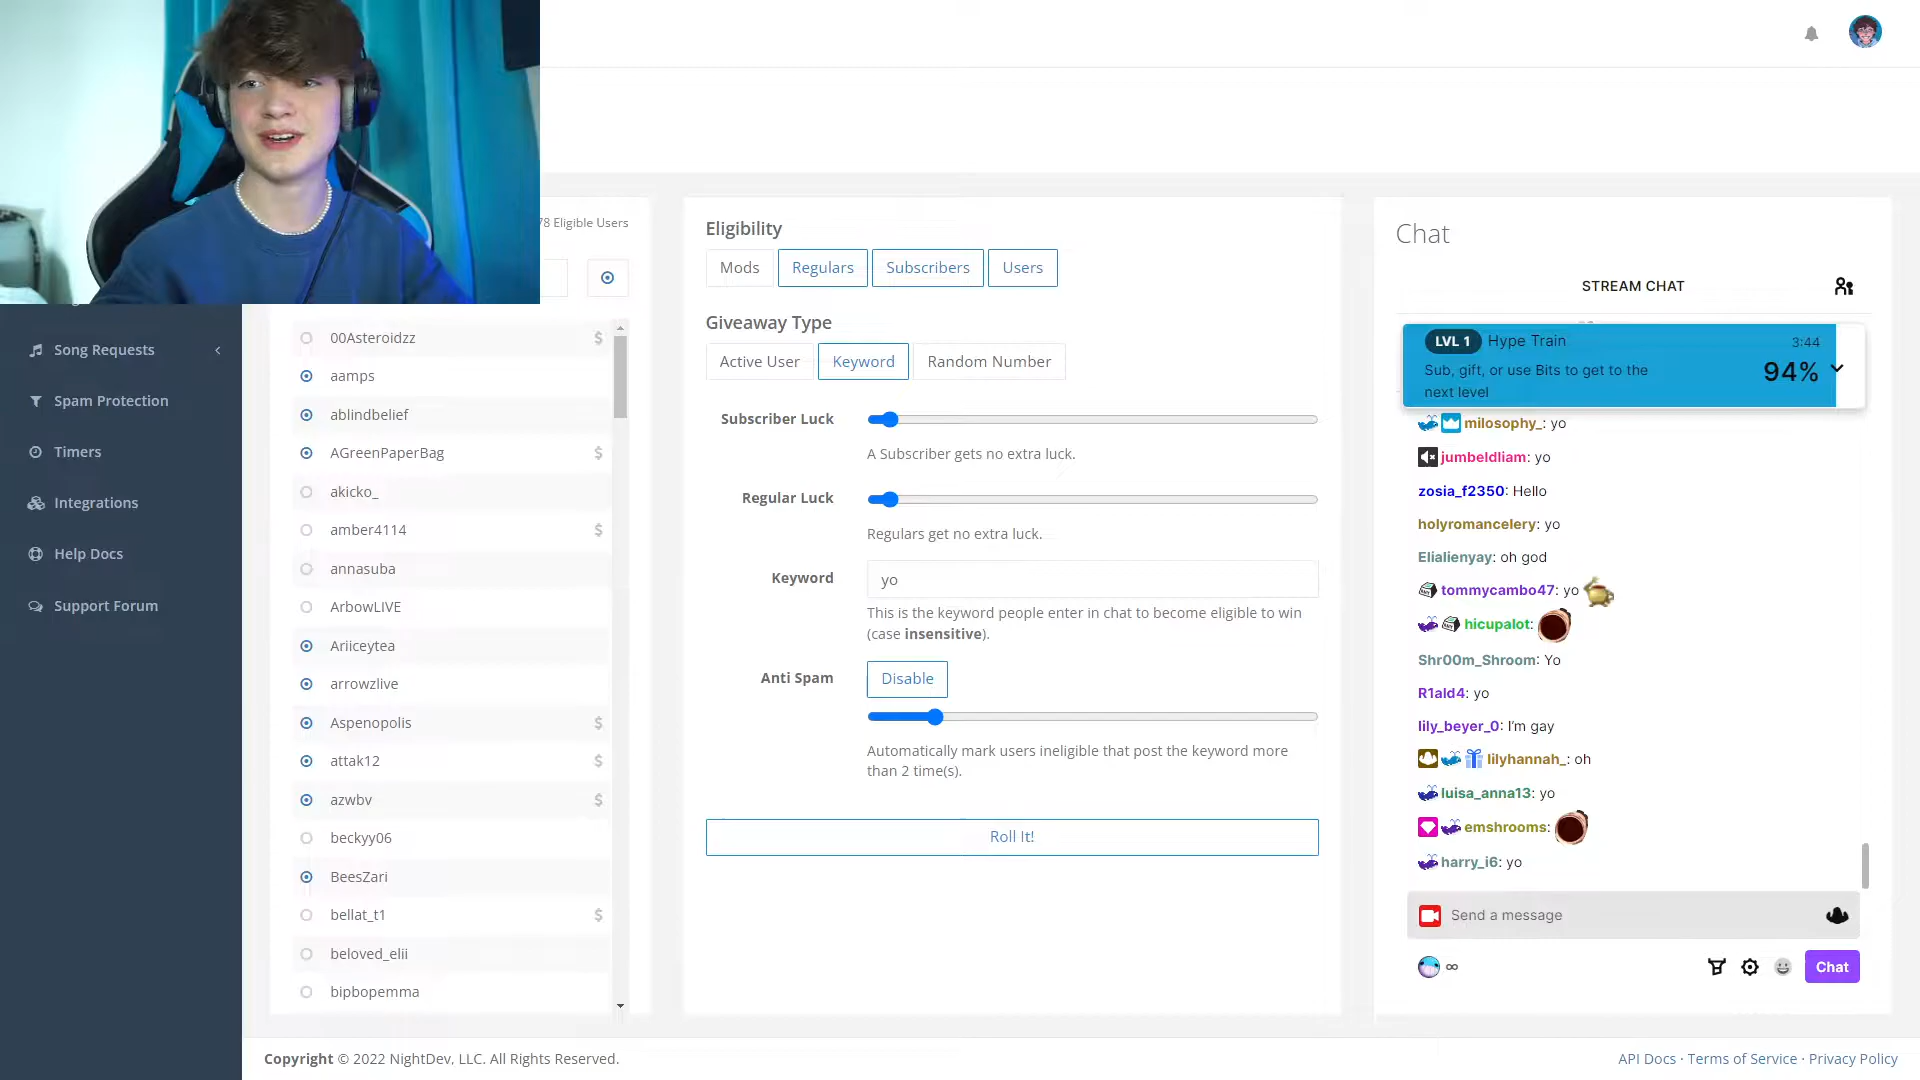 78 Eligible Users
Song Requests
Spam Protection
Timers
Integrations
Help Docs
Support Forum
00Asteroidzz $
aamps
ablindbelief
AGreenPaperBag $
akicko_
amber4114 $
annasuba
ArbowLIVE
Ariiceytea
arrowzlive
Aspenopolis $
attak12 $
azwbv $
beckyy06
BeesZari
bellat_t1 $
beloved_elii
bipbopemma
Eligibility
Mods Regulars Subscribers Users
Giveaway Type
Active User Keyword Random Number
Subscriber Luck
A Subscriber gets no extra luck.
Regular Luck
Regulars get no extra luck.
Keyword yo
This is the keyword people enter in chat to become eligible to win
(case insensitive).
Anti Spam Disable
Automatically mark users ineligible that post the keyword more
than 2 time(s).
Roll It!
Chat
STREAM CHAT
LVL 1 Hype Train 3:44
Sub, gift, or use Bits to get to the
next level
94%
milosophy_: yo
jumbeldliam: yo
zosia_f2350: Hello
holyromancelery: yo
Elialienyay: oh god
tommycambo47: yo
hicupalot:
Shr00m_Shroom: Yo
R1ald4: yo
lily_beyer_0: I'm gay
lilyhannah_: oh
luisa_anna13: yo
emshrooms:
harry_i6: yo
Send a message
∞
Chat
Copyright © 2022 NightDev, LLC. All Rights Reserved.
API Docs · Terms of Service · Privacy Policy